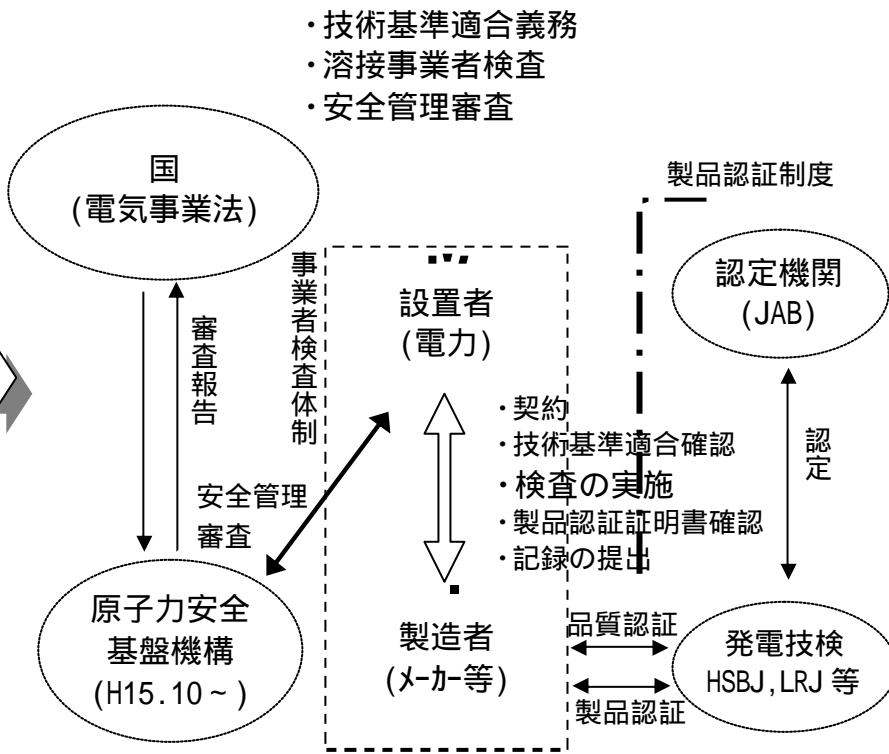 ・技術基準適合義務
・溶接事業者検査
・安全管理審査
国
(電気事業法)
審査報告
安全管理
審査
原子力安全
基盤機構
(H15.10~)
事業者検査体制
設置者
(電力)
・契約
・技術基準適合確認
・検査の実施
・製品認証証明書確認
・記録の提出
製造者
(メーカー等)
製品認証制度
認定機関
(JAB)
認定
品質認証
製品認証
発電技検
HSBJ,LRJ 等